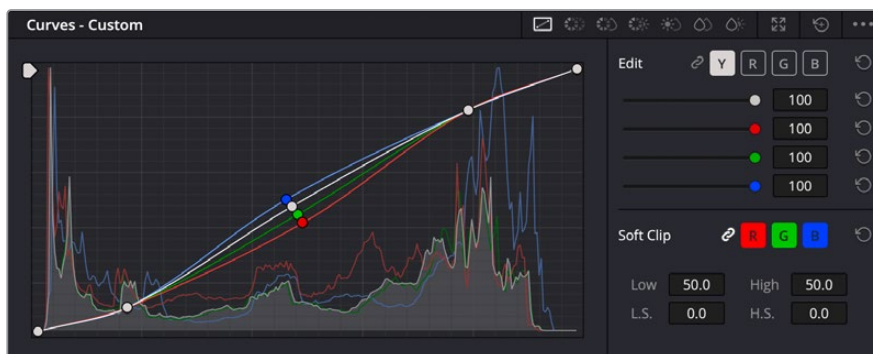 Curves - Custom
Edit Y R G B
100
100
100
100
Soft Clip R G B
Low 50.0 High 50.0
L.S. 0.0 H.S. 0.0